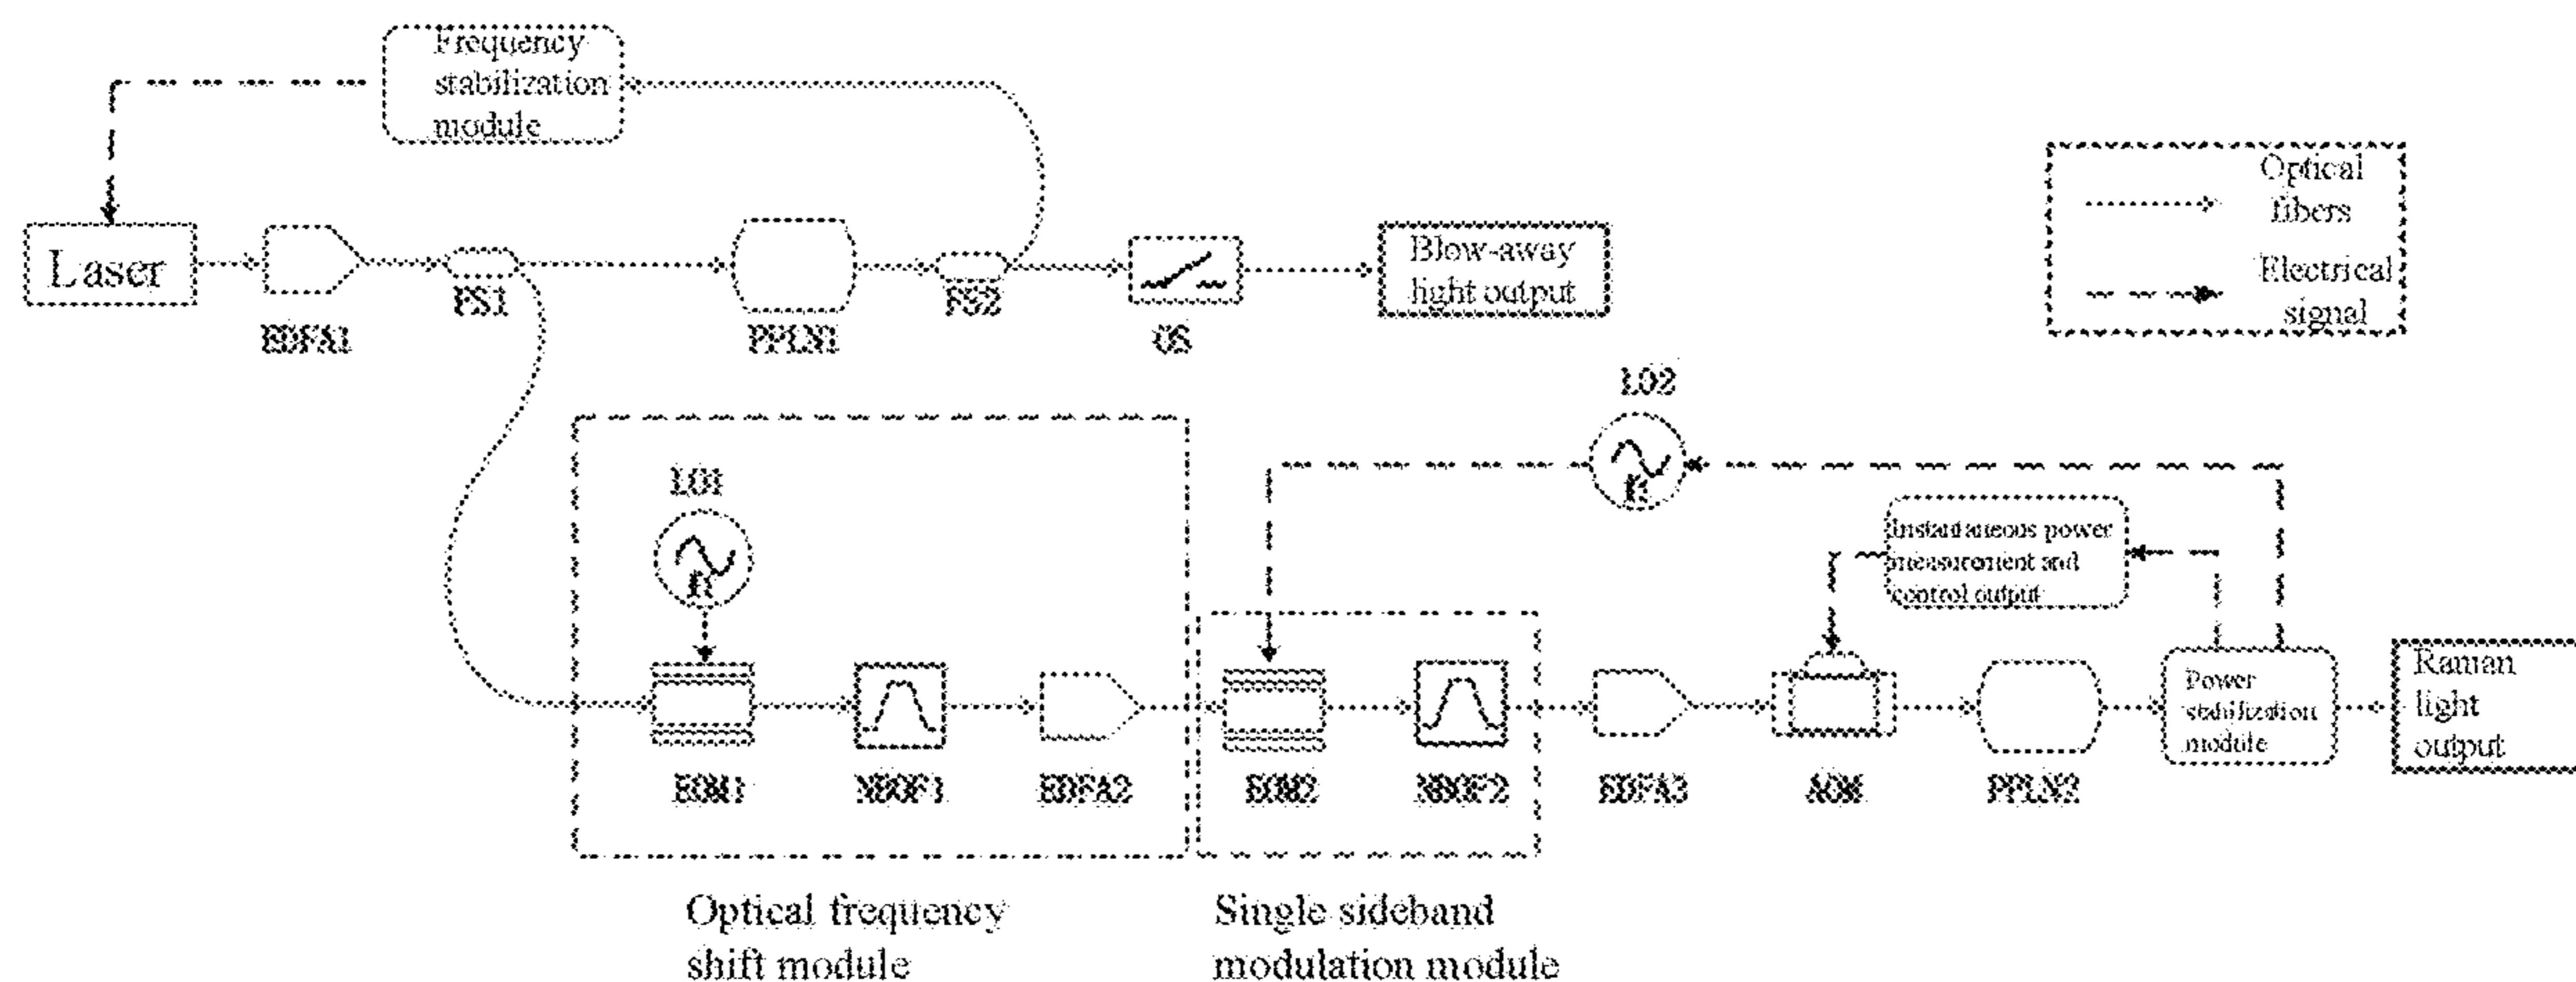 Frequency
stabilization
module
Laser
EDFA1
FS1
PPLN1
FS2
OS
Blow-away
light output
Optical
fibers
Electrical
signal
LO2
LO1
Instantaneous power
measurement and
control output
EOM1
NBOF1
EDFA2
EOM2
NBOF2
EDFA3
AOM
PPLN2
Power
stabilization
module
Raman
light
output
Optical frequency
shift module
Single sideband
modulation module